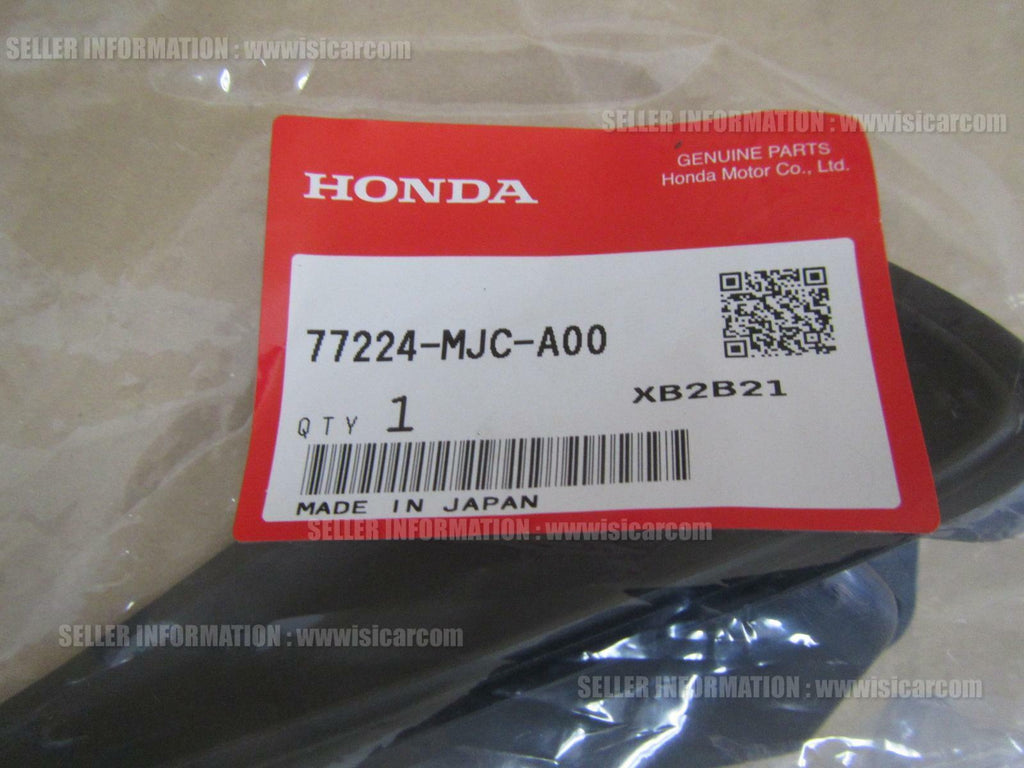 SELLER INFORMATION : wwwisicarcom
SELLER INFORMATION : wwwisicarcom
GENUINE PARTS
Honda Motor Co., Ltd.
HONDA
77224-MJC-A00
XB2B21
QTY 1
MADE IN JAPAN
SELLER INFORMATION : wwwisicarcom
SELLER INFORMATION : wwwisicarcom
SELLER INFORMATION : wwwisicarcom